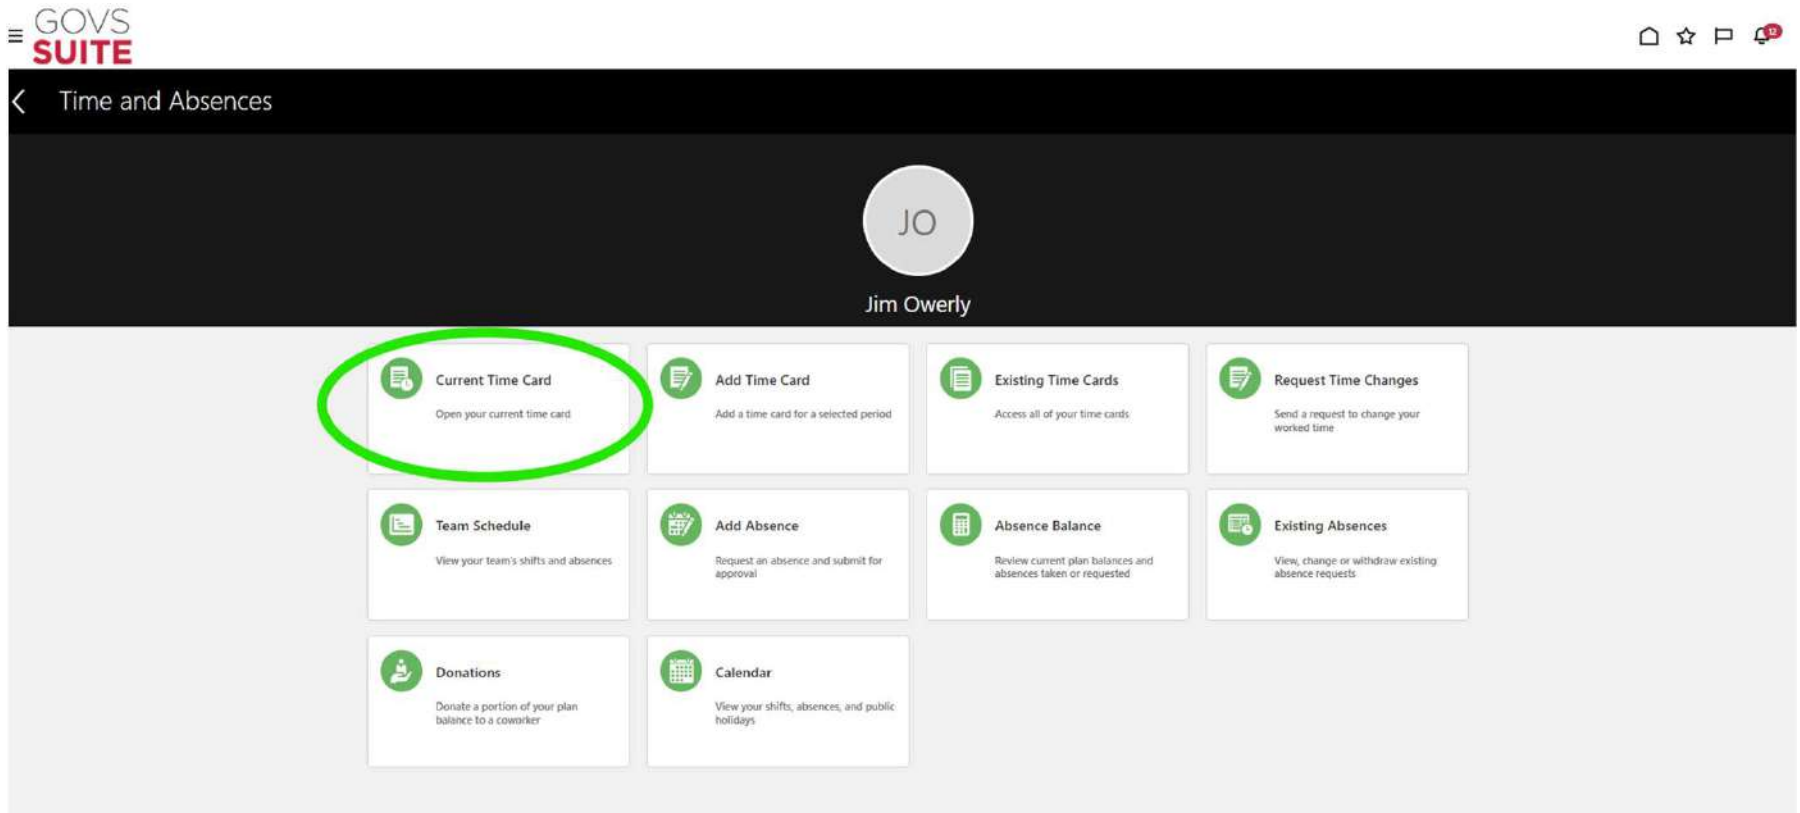 GOVS
SUITE
12
Time and Absences
JO
Jim Owerly
Current Time Card
Open your current time card
Add Time Card
Add a time card for a selected period
Existing Time Cards
Access all of your time cards
Request Time Changes
Send a request to change your
worked time
Team Schedule
View your team's shifts and absences
Add Absence
Request an absence and submit for
approval
Absence Balance
Review current plan balances and
absences taken or requested
Existing Absences
View, change or withdraw existing
absence requests
Donations
Donate a portion of your plan
balance to a coworker
Calendar
View your shifts, absences, and public
holidays